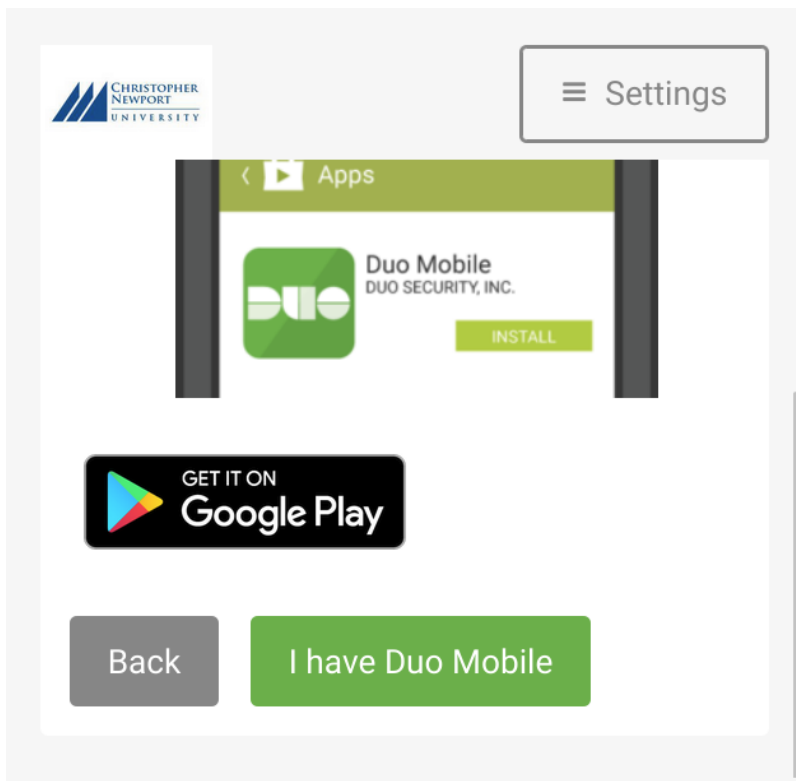 CHRISTOPHER
NEWPORT
UNIVERSITY
Settings
Apps
Duo Mobile
DUO SECURITY, INC.
DUO
INSTALL
GET IT ON
Google Play
Back
I have Duo Mobile